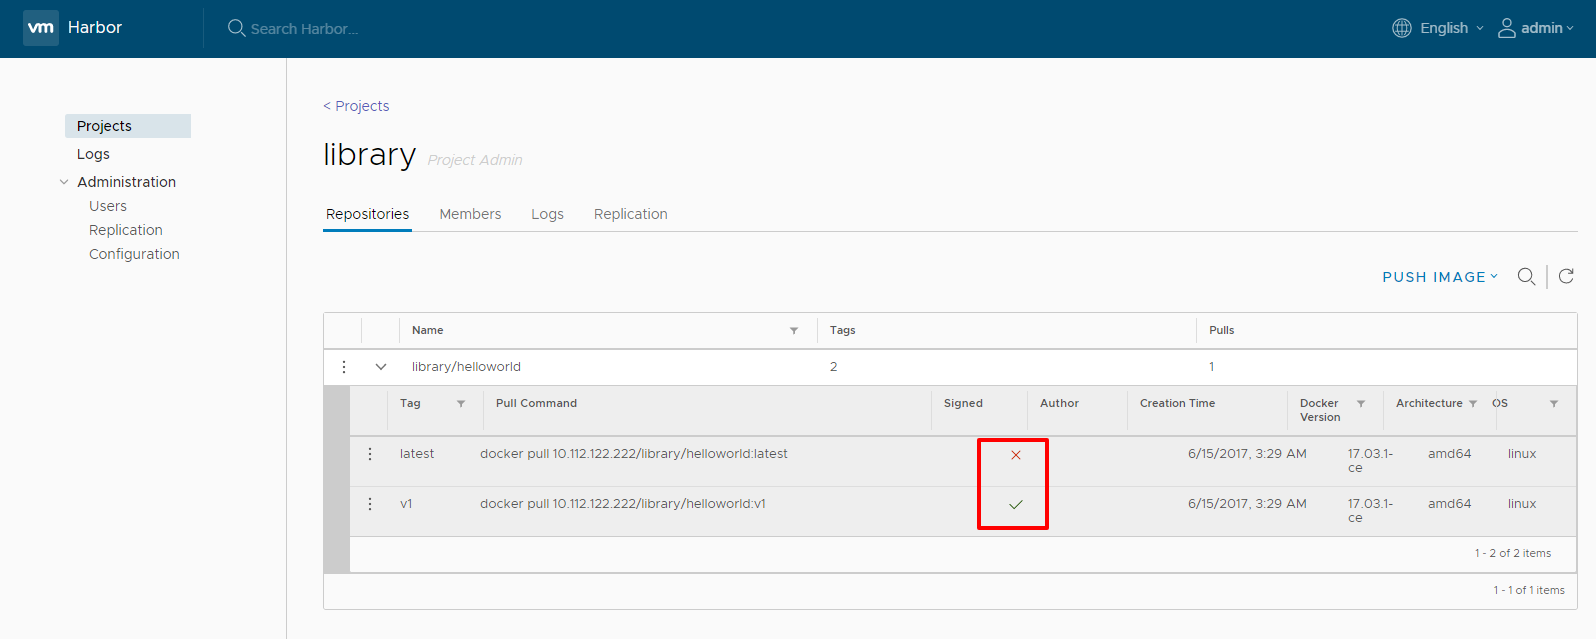 vm Harbor
Search Harbor...
English
admin
Projects
Logs
Administration
Users
Replication
Configuration
< Projects
library Project Admin
Repositories Members Logs Replication
PUSH IMAGE
Name Tags Pulls
library/helloworld 2 1
Tag Pull Command Signed Author Creation Time Docker Version Architecture OS
latest docker pull 10.112.122.222/library/helloworld:latest 6/15/2017, 3:29 AM 17.03.1-ce amd64 linux
v1 docker pull 10.112.122.222/library/helloworld:v1 6/15/2017, 3:29 AM 17.03.1-ce amd64 linux
1 - 2 of 2 items
1 - 1 of 1 items